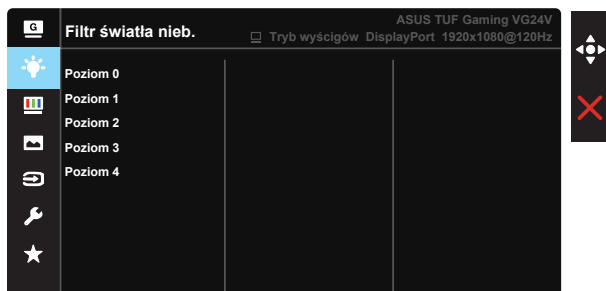 G
Filtr światła nieb.
ASUS TUF Gaming VG24V
Tryb wyścigów DisplayPort 1920x1080@120Hz
Poziom 0
Poziom 1
Poziom 2
Poziom 3
Poziom 4